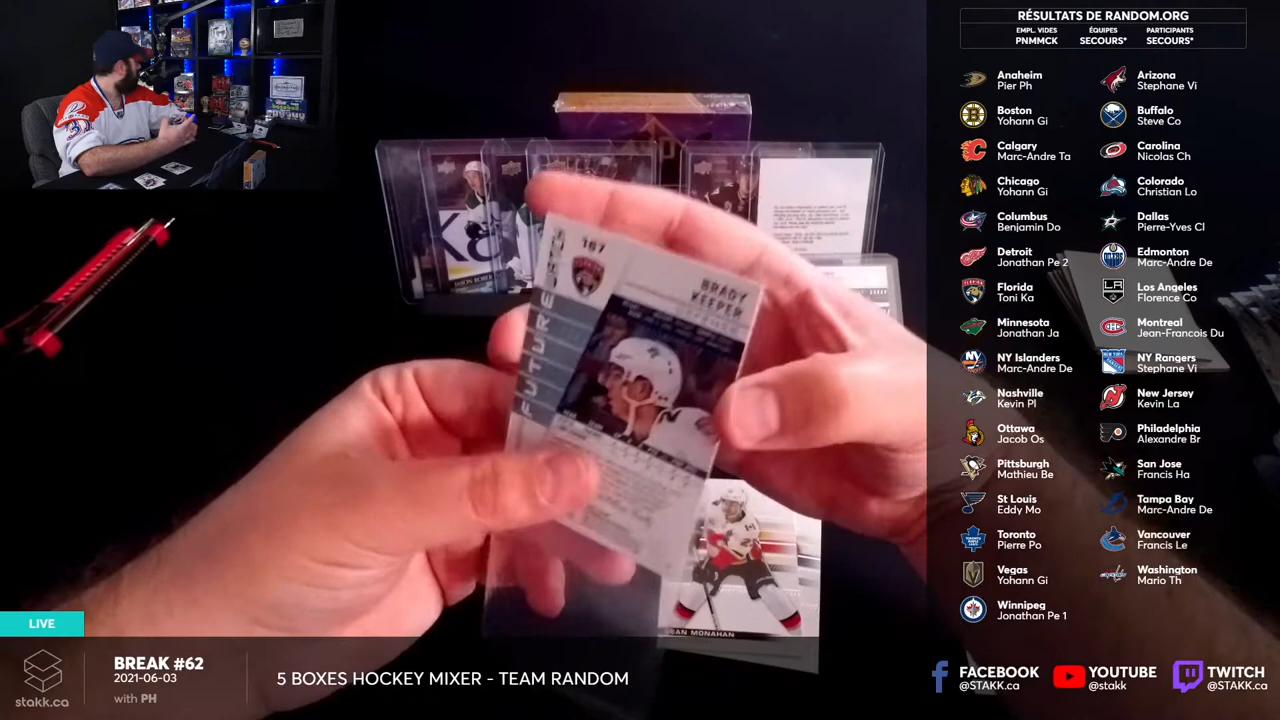 RÉSULTATS DE RANDOM.ORG
EMPL. VIDES
PNMMCK
ÉQUIPES
SECOURS*
PARTICIPANTS
SECOURS*
Anaheim
Pier Ph
Arizona
Stephane Vi
Boston
Yohann Gi
Buffalo
Steve Co
Calgary
Marc-Andre Ta
Carolina
Nicolas Ch
Chicago
Yohann Gi
Colorado
Christian Lo
Columbus
Benjamin Do
Dallas
Pierre-Yves Cl
Detroit
Jonathan Pe 2
Edmonton
Marc-Andre De
Florida
Toni Ka
Los Angeles
Florence Co
Minnesota
Jonathan Ja
Montreal
Jean-Francois Du
NY Islanders
Marc-Andre De
NY Rangers
Stephane Vi
Nashville
Kevin Pl
New Jersey
Kevin La
Ottawa
Jacob Os
Philadelphia
Alexandre Br
Pittsburgh
Mathieu Be
San Jose
Francis Ha
St Louis
Eddy Mo
Tampa Bay
Marc-Andre De
Toronto
Pierre Po
Vancouver
Francis Le
Vegas
Yohann Gi
Washington
Mario Th
Winnipeg
Jonathan Pe 1
167
BRADY
KEEPER
FUTURE
MONAHAN
LIVE
stakk.ca
BREAK #62
2021-06-03
with PH
5 BOXES HOCKEY MIXER - TEAM RANDOM
FACEBOOK
@STAKK.ca
YOUTUBE
@stakk
TWITCH
@STAKK.ca